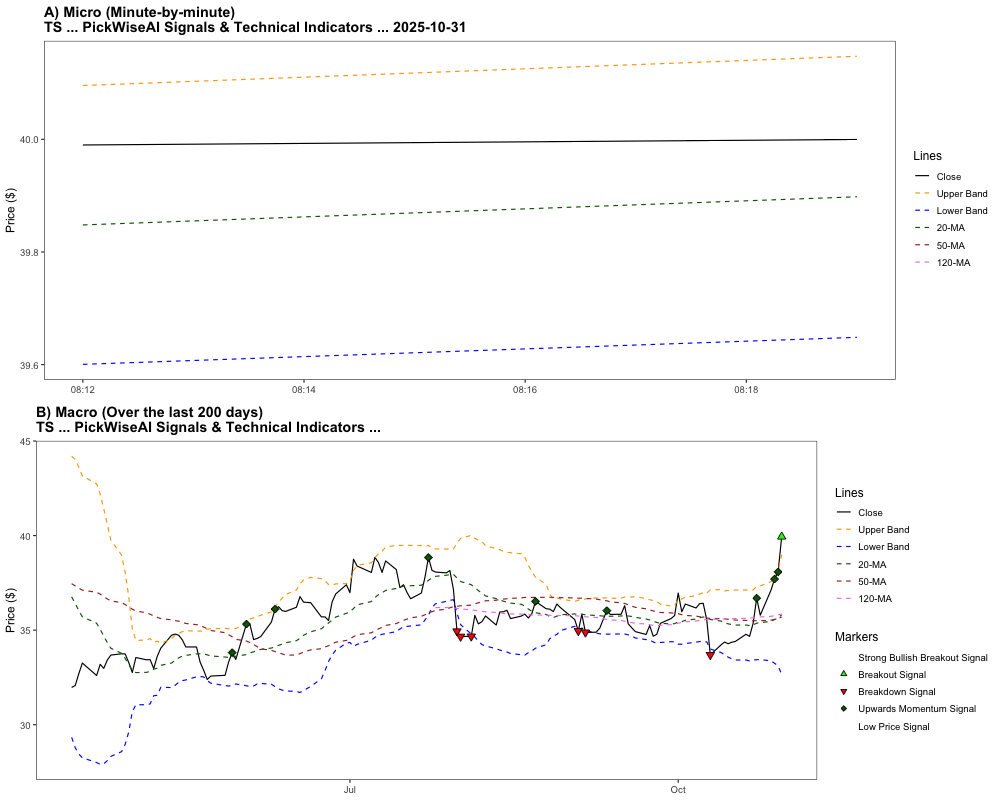 A) Micro (Minute-by-minute)
TS ... PickWiseAI Signals & Technical Indicators ... 2025-10-31
Price ($)
40.0
39.8
39.6
08:12
08:14
08:16
08:18
Lines
Close
Upper Band
Lower Band
20-MA
50-MA
120-MA
B) Macro (Over the last 200 days)
TS ... PickWiseAI Signals & Technical Indicators ...
Price ($)
45
40
35
30
Jul
Oct
Lines
Close
Upper Band
Lower Band
20-MA
50-MA
120-MA
Markers
Strong Bullish Breakout Signal
Breakout Signal
Breakdown Signal
Upwards Momentum Signal
Low Price Signal